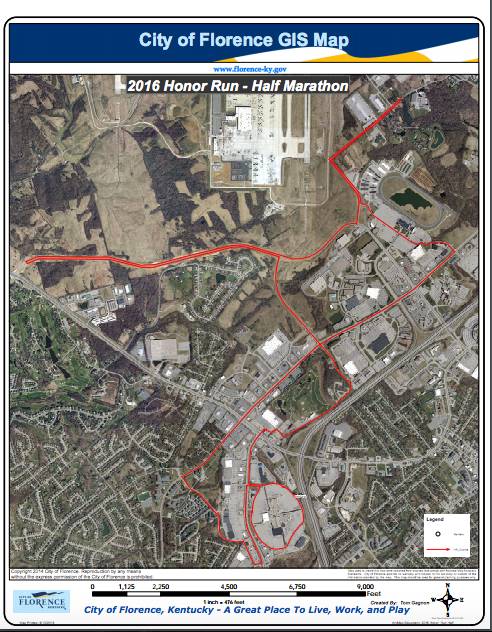 City of Florence GIS Map
www.florence-ky.gov
2016 Honor Run - Half Marathon
Legend
Copyright 2014 City of Florence. Reproduction by any means
without the express permission of the City of Florence is prohibited.
0 1,125 2,250 4,500 6,750 9,000
Feet
1 inch = 476 feet
Created By: Tom Gagnon
CITY OF
FLORENCE
KENTUCKY
City of Florence, Kentucky - A Great Place To Live, Work, and Play
N